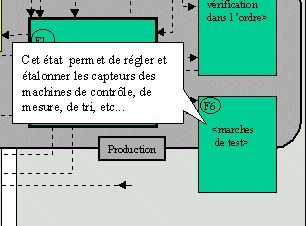 vérification
dans l'ordre>
F1
Cet état permet de régler et
étalonner les capteurs des
machines de contrôle, de
mesure, de tri, etc...
F6
<marches
de test>
Production